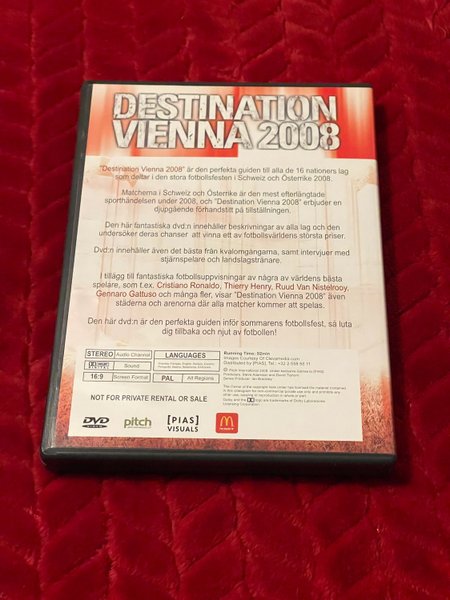 DESTINATION
VIENNA 2008
"Destination Vienna 2008" är den perfekta guiden till alla de 16 nationers lag
som deltar i den stora fotbollsfesten i Schweiz och Österrike 2008.
Matcherna i Schweiz och Österrike är den mest efterlängtade
sporthändelsen under 2008, och "Destination Vienna 2008" erbjuder en
djupgående förhandstitt på tillställningen.
Den här fantastiska dvd:n innehåller beskrivningar av alla lag och den
undersöker deras chanser att vinna ett av fotbollsvärldens största priser.
Dvd:n innehåller även det bästa från kvalomgångarna, samt intervjuer med
stjärnspelare och landslagstränare.
I tillägg till fantastiska fotbollsuppvisningar av några av världens bästa
spelare, som t.ex, Cristiano Ronaldo, Thierry Henry, Ruud Van Nistelrooy,
Gennaro Gattuso och många fler, visar "Destination Vienna 2008" även
städerna och arenorna där alla matcher kommer att spelas.
Den här dvd:n är den perfekta guiden inför sommarens fotbollsfest, så luta
dig tillbaka och njut av fotbollen!
STEREO Audio Channel
Sound
16:9 Screen Format
LANGUAGES
PAL All Regions
Running Time: 52min
NOT FOR PRIVATE RENTAL OR SALE
DVD
VIDEO
pitch
[PIAS]
VISUALS
M